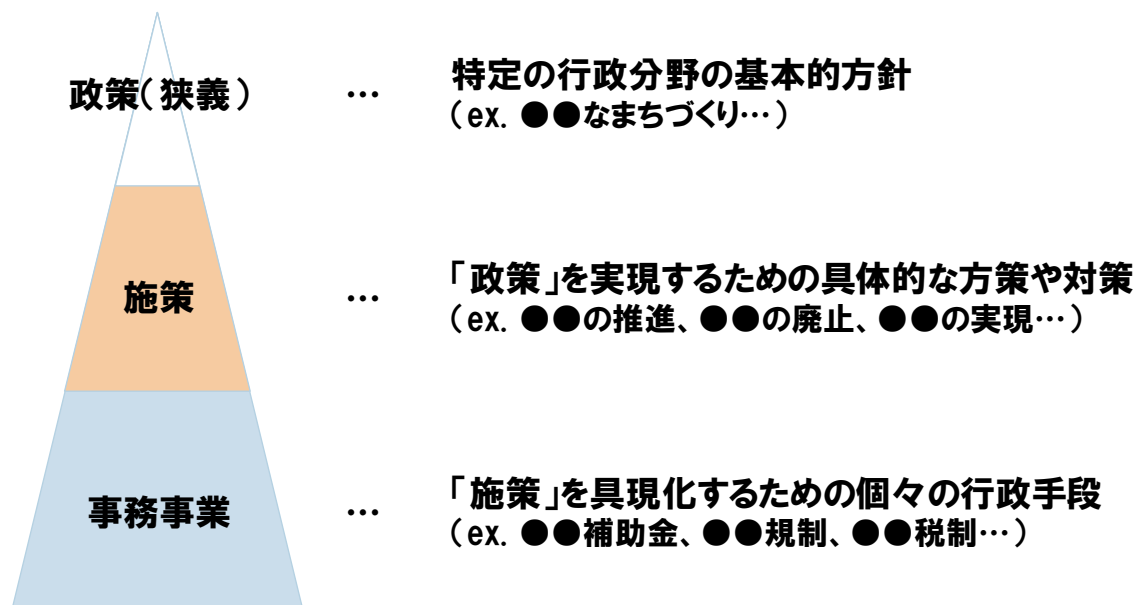 政策(狭義) … 特定の行政分野の基本的方針
(ex. ●●なまちづくり…)
施策 … 「政策」を実現するための具体的な方策や対策
(ex. ●●の推進、●●の廃止、●●の実現…)
事務事業 … 「施策」を具現化するための個々の行政手段
(ex. ●●補助金、●●規制、●●税制…)